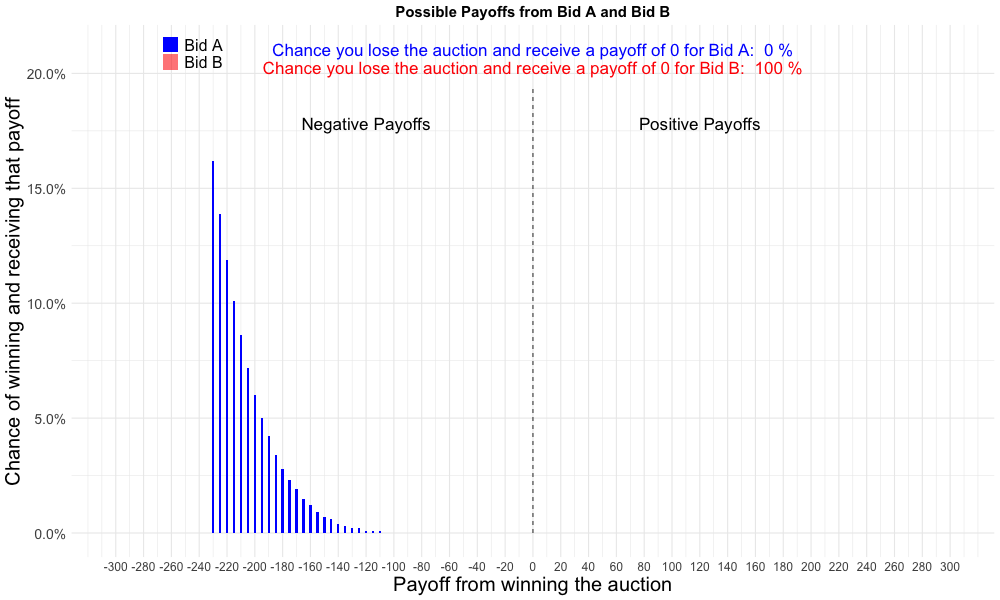 Possible Payoffs from Bid A and Bid B
Bid A
Bid B
Chance you lose the auction and receive a payoff of 0 for Bid A:  0 %
Chance you lose the auction and receive a payoff of 0 for Bid B:  100 %
Negative Payoffs
Positive Payoffs
Chance of winning and receiving that payoff
20.0%
15.0%
10.0%
5.0%
0.0%
-300 -280 -260 -240 -220 -200 -180 -160 -140 -120 -100 -80 -60 -40 -20 0 20 40 60 80 100 120 140 160 180 200 220 240 260 280 300
Payoff from winning the auction